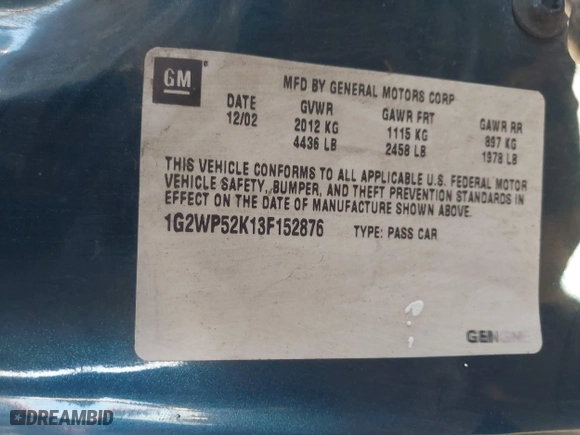 GM
MFD BY GENERAL MOTORS CORP
DATE GVWR GAWR FRT GAWR RR
12/02 2012 KG 1115 KG 897 KG
4436 LB 2458 LB 1978 LB
THIS VEHICLE CONFORMS TO ALL APPLICABLE U.S. FEDERAL MOTOR
VEHICLE SAFETY, BUMPER, AND THEFT PREVENTION STANDARDS IN
EFFECT ON THE DATE OF MANUFACTURE SHOWN ABOVE.
1G2WP52K13F152876 TYPE: PASS CAR
DREAMBID